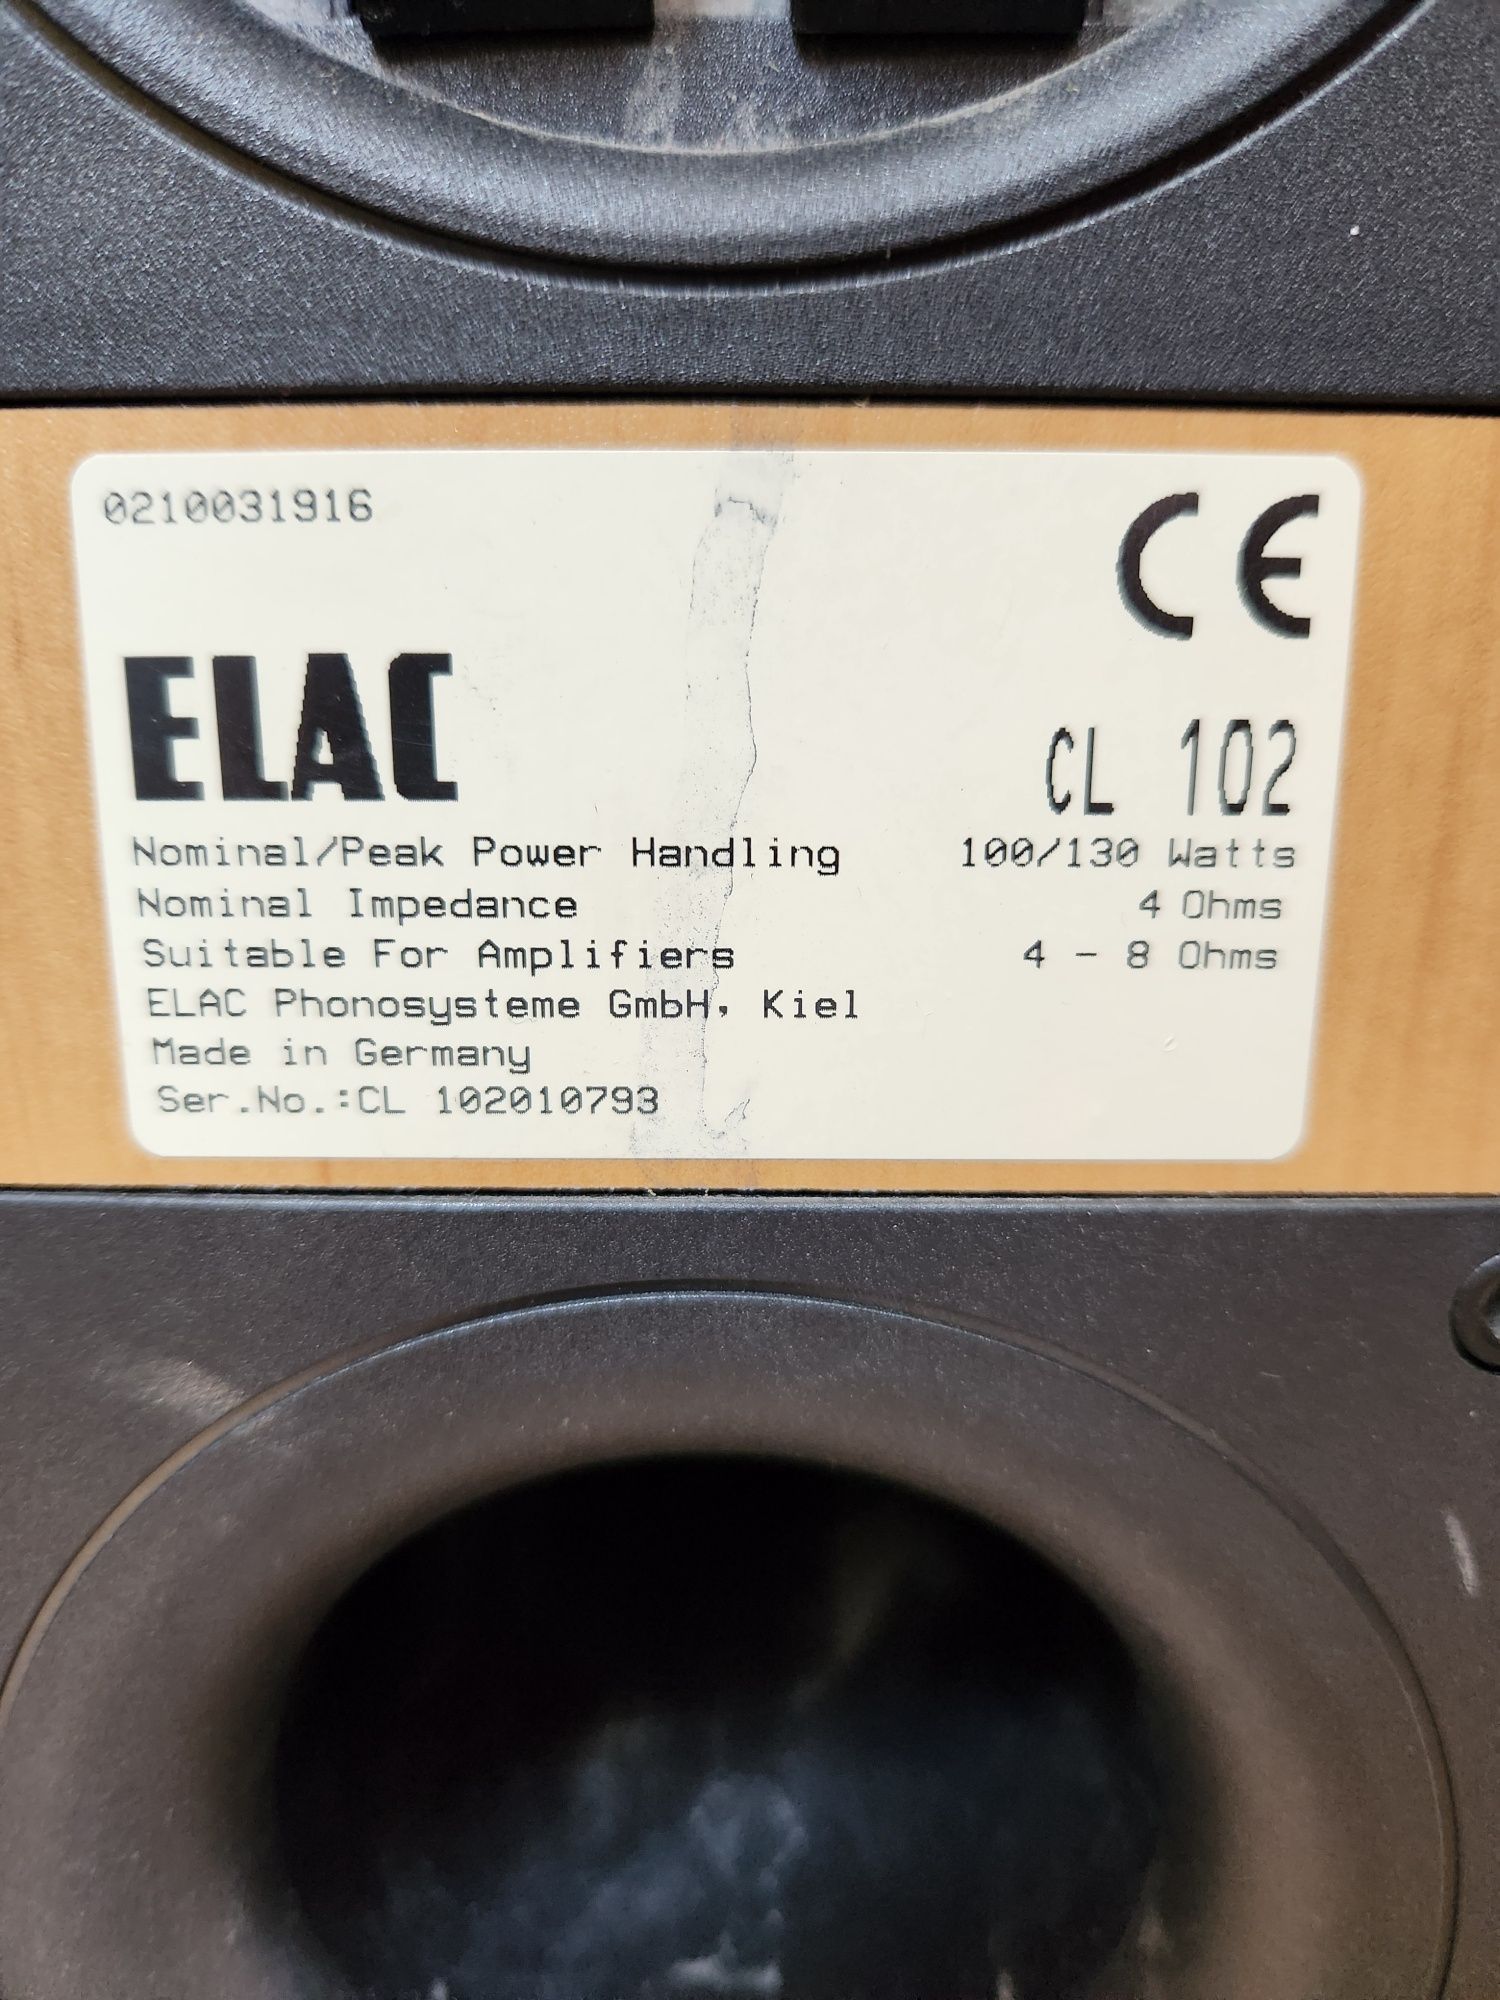 0210031916
CE
ELAC
CL 102
Nominal/Peak Power Handling 100/130 Watts
Nominal Impedance 4 Ohms
Suitable For Amplifiers 4 - 8 Ohms
ELAC Phonosysteme GmbH, Kiel
Made in Germany
Ser.No.:CL 102010793